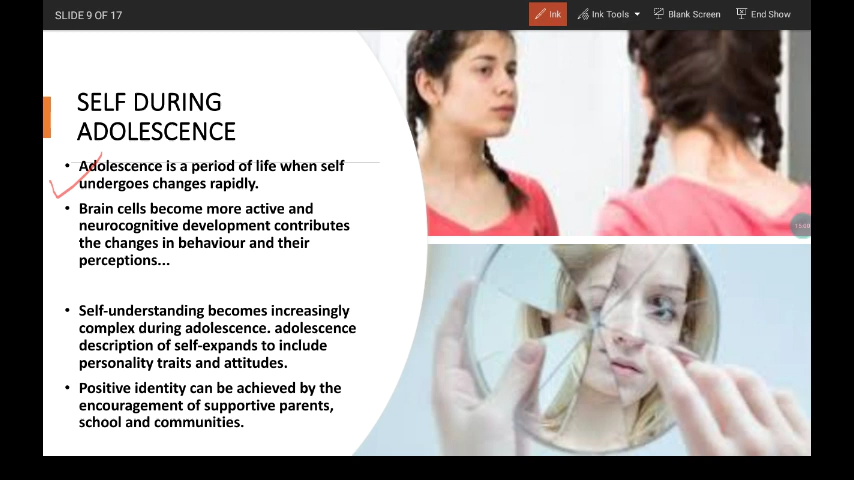 SLIDE 9 OF 17
Ink
Ink Tools
Blank Screen
End Show
SELF DURING
ADOLESCENCE
• Adolescence is a period of life when self
undergoes changes rapidly.
• Brain cells become more active and
neurocognitive development contributes
the changes in behaviour and their
perceptions...
• Self-understanding becomes increasingly
complex during adolescence. adolescence
description of self-expands to include
personality traits and attitudes.
• Positive identity can be achieved by the
encouragement of supportive parents,
school and communities.